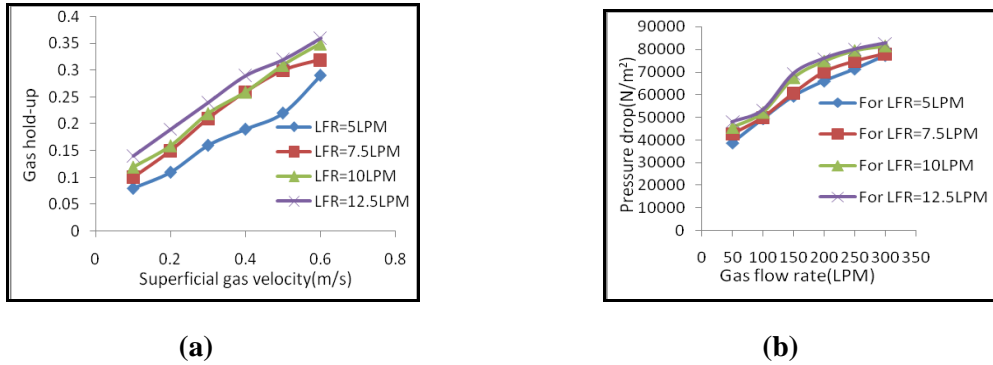 0.4
0.35
0.3
0.25
0.2
0.15
0.1
0.05
0
Gas hold-up
LFR=5LPM
LFR=7.5LPM
LFR=10LPM
LFR=12.5LPM
0 0.2 0.4 0.6 0.8
Superficial gas velocity(m/s)
(a)
90000
80000
70000
60000
50000
40000
30000
20000
10000
0
Pressure drop(N/m²)
For LFR=5LPM
For LFR=7.5LPM
For LFR=10LPM
For LFR=12.5LPM
0 50 100 150 200 250 300 350
Gas flow rate(LPM)
(b)